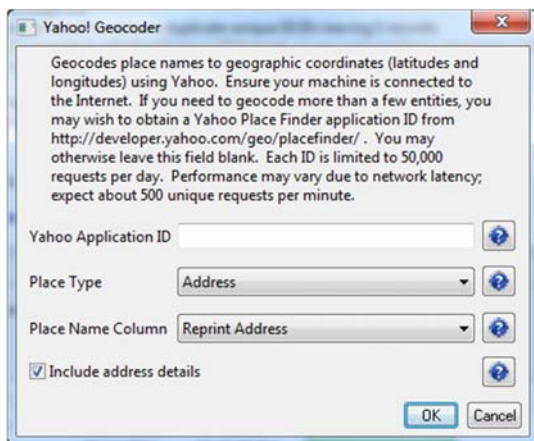 Yahoo! Geocoder
Geocodes place names to geographic coordinates (latitudes and
longitudes) using Yahoo. Ensure your machine is connected to
the Internet. If you need to geocode more than a few entities, you
may wish to obtain a Yahoo Place Finder application ID from
http://developer.yahoo.com/geo/placefinder/ . You may
otherwise leave this field blank. Each ID is limited to 50,000
requests per day. Performance may vary due to network latency;
expect about 500 unique requests per minute.
Yahoo Application ID
Place Type Address
Place Name Column Reprint Address
Include address details
OK Cancel